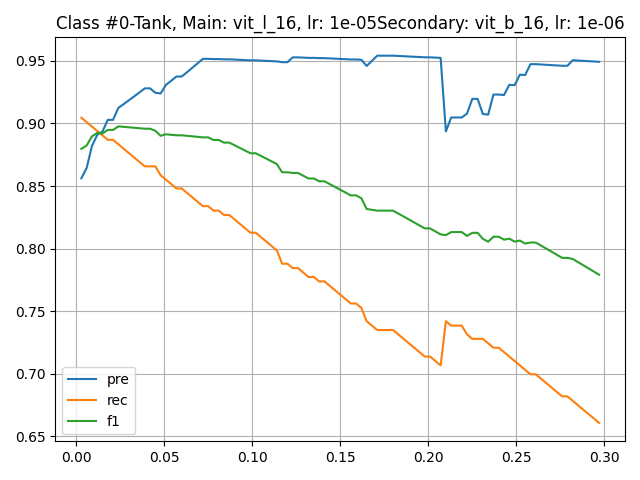 Class #0-Tank, Main: vit_l_16, lr: 1e-05Secondary: vit_b_16, lr: 1e-06
0.95
0.90
0.85
0.80
0.75
0.70
0.65
pre
rec
f1
0.00 0.05 0.10 0.15 0.20 0.25 0.30